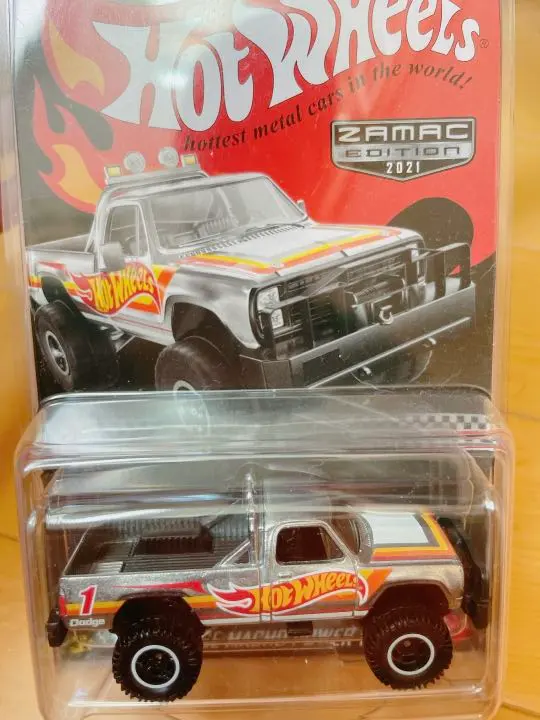 Hot Wheels®
hottest metal cars in the world!
ZAMAC
EDITION
2021
HOT WHEELS
HOT WHEELS
1
Dodge